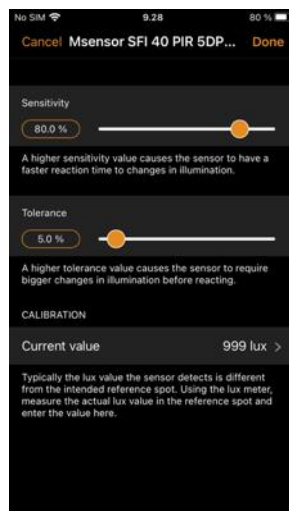 No SIM 9.28 80 %
Cancel Msensor SFI 40 PIR 5DP... Done
Sensitivity
80.0 %
A higher sensitivity value causes the sensor to have a
faster reaction time to changes in illumination.
Tolerance
5.0 %
A higher tolerance value causes the sensor to require
bigger changes in illumination before reacting.
CALIBRATION
Current value 999 lux >
Typically the lux value the sensor detects is different
from the intended reference spot. Using the lux meter,
measure the actual lux value in the reference spot and
enter the value here.